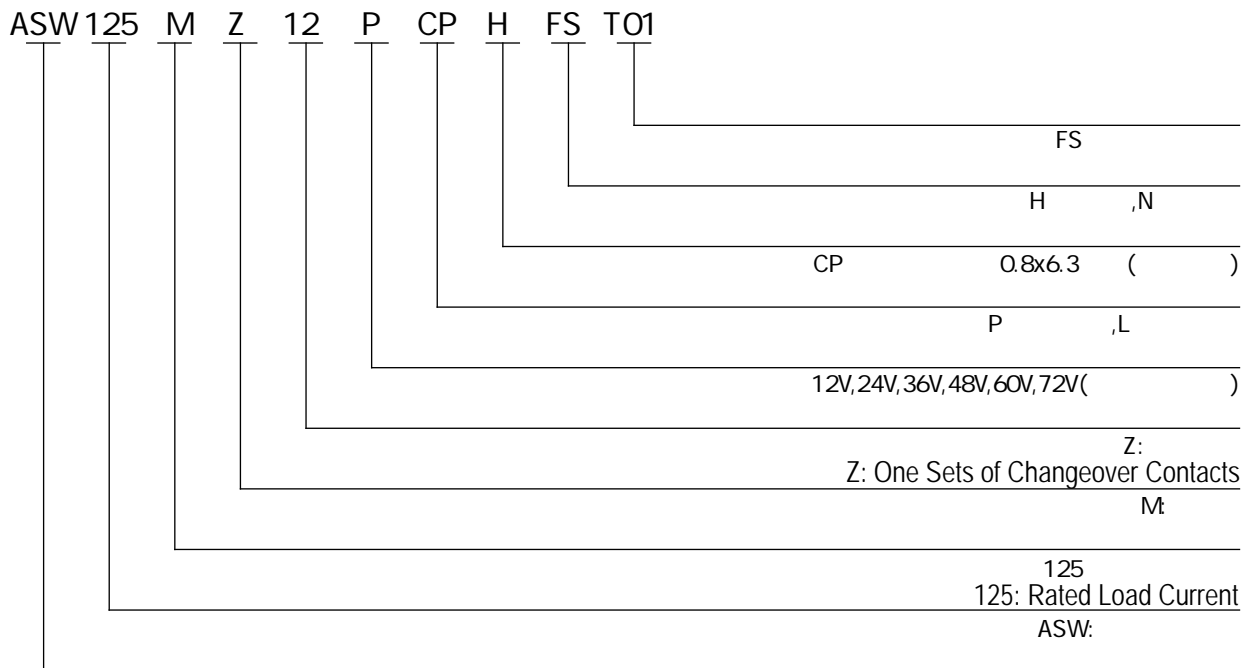 ASW 125 M Z 12 P CP H FS T01
FS
H ,N
CP 0.8x6.3 ( )
P ,L
12V,24V,36V,48V,60V,72V( )
Z:
Z: One Sets of Changeover Contacts
M:
125
125: Rated Load Current
ASW: